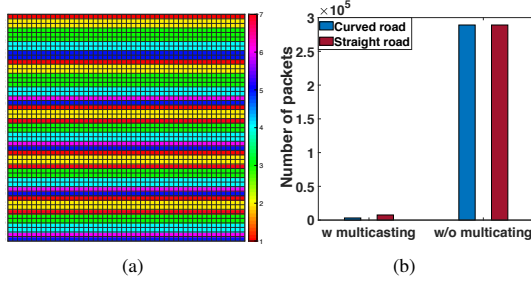 7
6
5
4
3
2
1
(a)
×10^5
3
2.5
2
1.5
1
0.5
0
Number of packets
Curved road
Straight road
w multicasting
w/o multicating
(b)